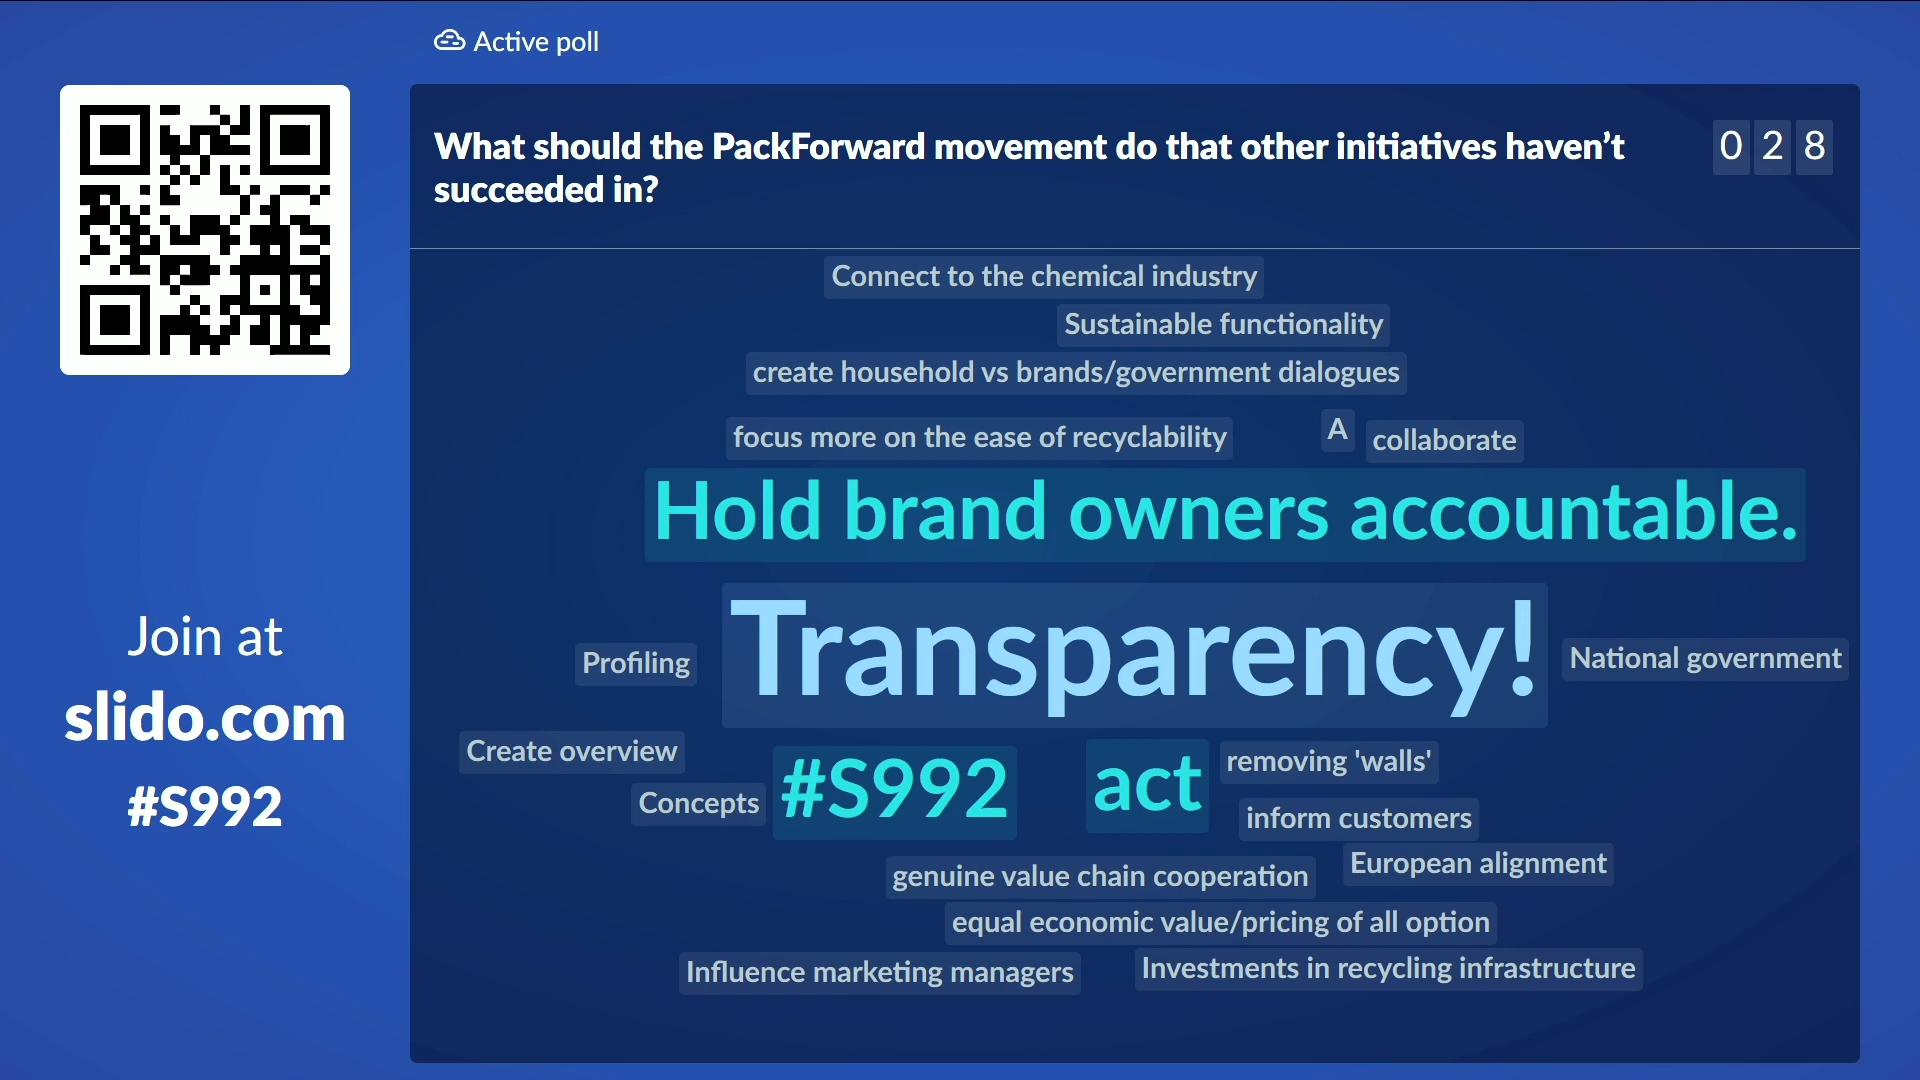 Active poll
What should the PackForward movement do that other initiatives haven’t
succeeded in?
028
Connect to the chemical industry
Sustainable functionality
create household vs brands/government dialogues
focus more on the ease of recyclability
A
collaborate
Hold brand owners accountable.
Transparency!
Profiling
National government
Create overview
#S992
act
removing 'walls'
Concepts
inform customers
genuine value chain cooperation
European alignment
equal economic value/pricing of all option
Influence marketing managers
Investments in recycling infrastructure
Join at
slido.com
#S992